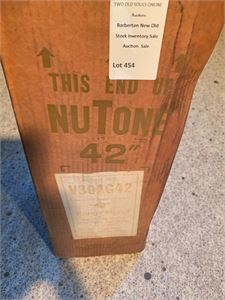 TWO OLD SOULS ONLINE
Auctions
Barberton New Old
Stock Inventory Sale
Auction Sale
Lot 454
THIS END UP
NUTONE
42"